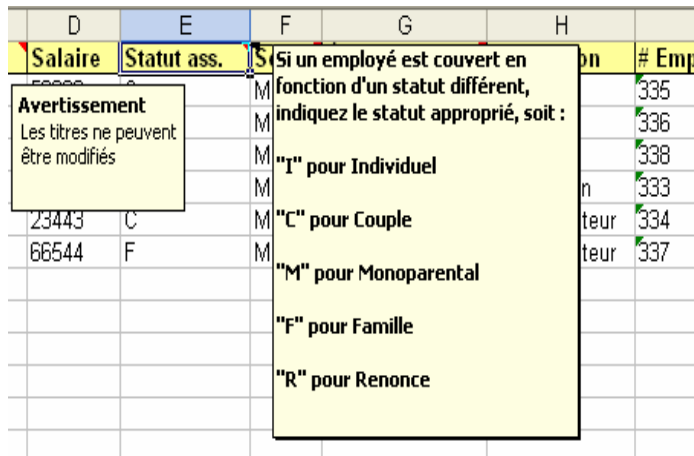 D E F G H
Salaire Statut ass. on # Emp
Si un employé est couvert en
fonction d'un statut différent,
indiquez le statut approprié, soit :
"I" pour Individuel
"C" pour Couple
"M" pour Monoparental
"F" pour Famille
"R" pour Renonce
Avertissement
Les titres ne peuvent
être modifiés
M 335
M 336
M 338
M n 333
23443 C M teur 334
66544 F M teur 337